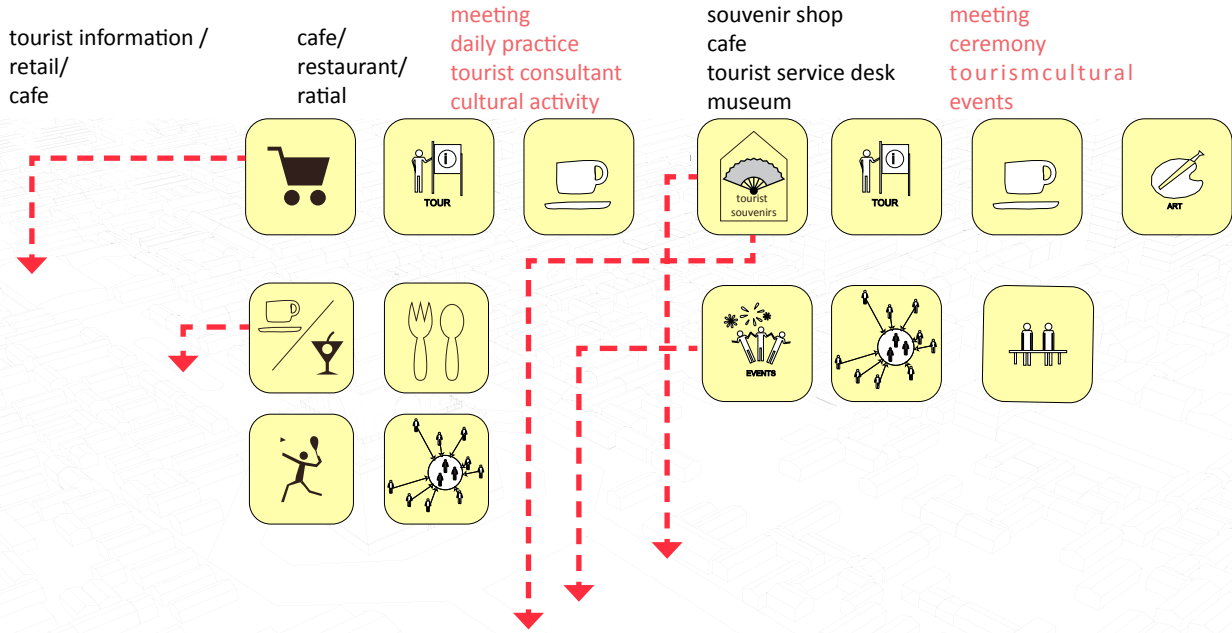 tourist information /
retail/
cafe
cafe/
restaurant/
ratial
meeting
daily practice
tourist consultant
cultural activity
souvenir shop
cafe
tourist service desk
museum
meeting
ceremony
tourismcultural
events
i
TOUR
tourist
souvenirs
i
TOUR
ART
EVENTS